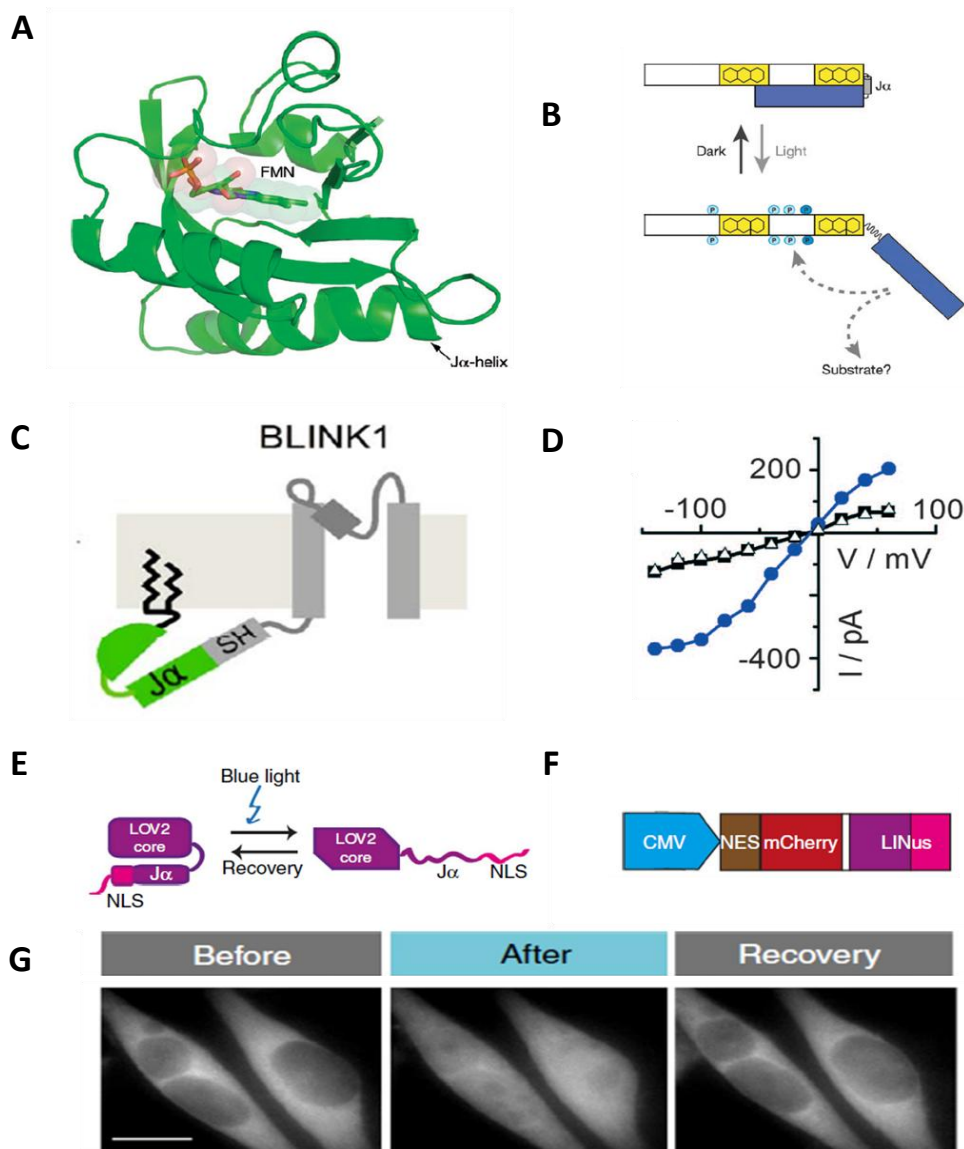 A
FMN
Jα-helix
B
Jα
Dark
Light
P
P P P
P
P P P
Substrate?
C
BLINK1
Jα
SH
D
200
-100
100
V / mV
-400
I / pA
E
Blue light
LOV2
core
Jα
NLS
Recovery
LOV2
core
Jα
NLS
F
CMV
NES
mCherry
LINus
G
Before
After
Recovery